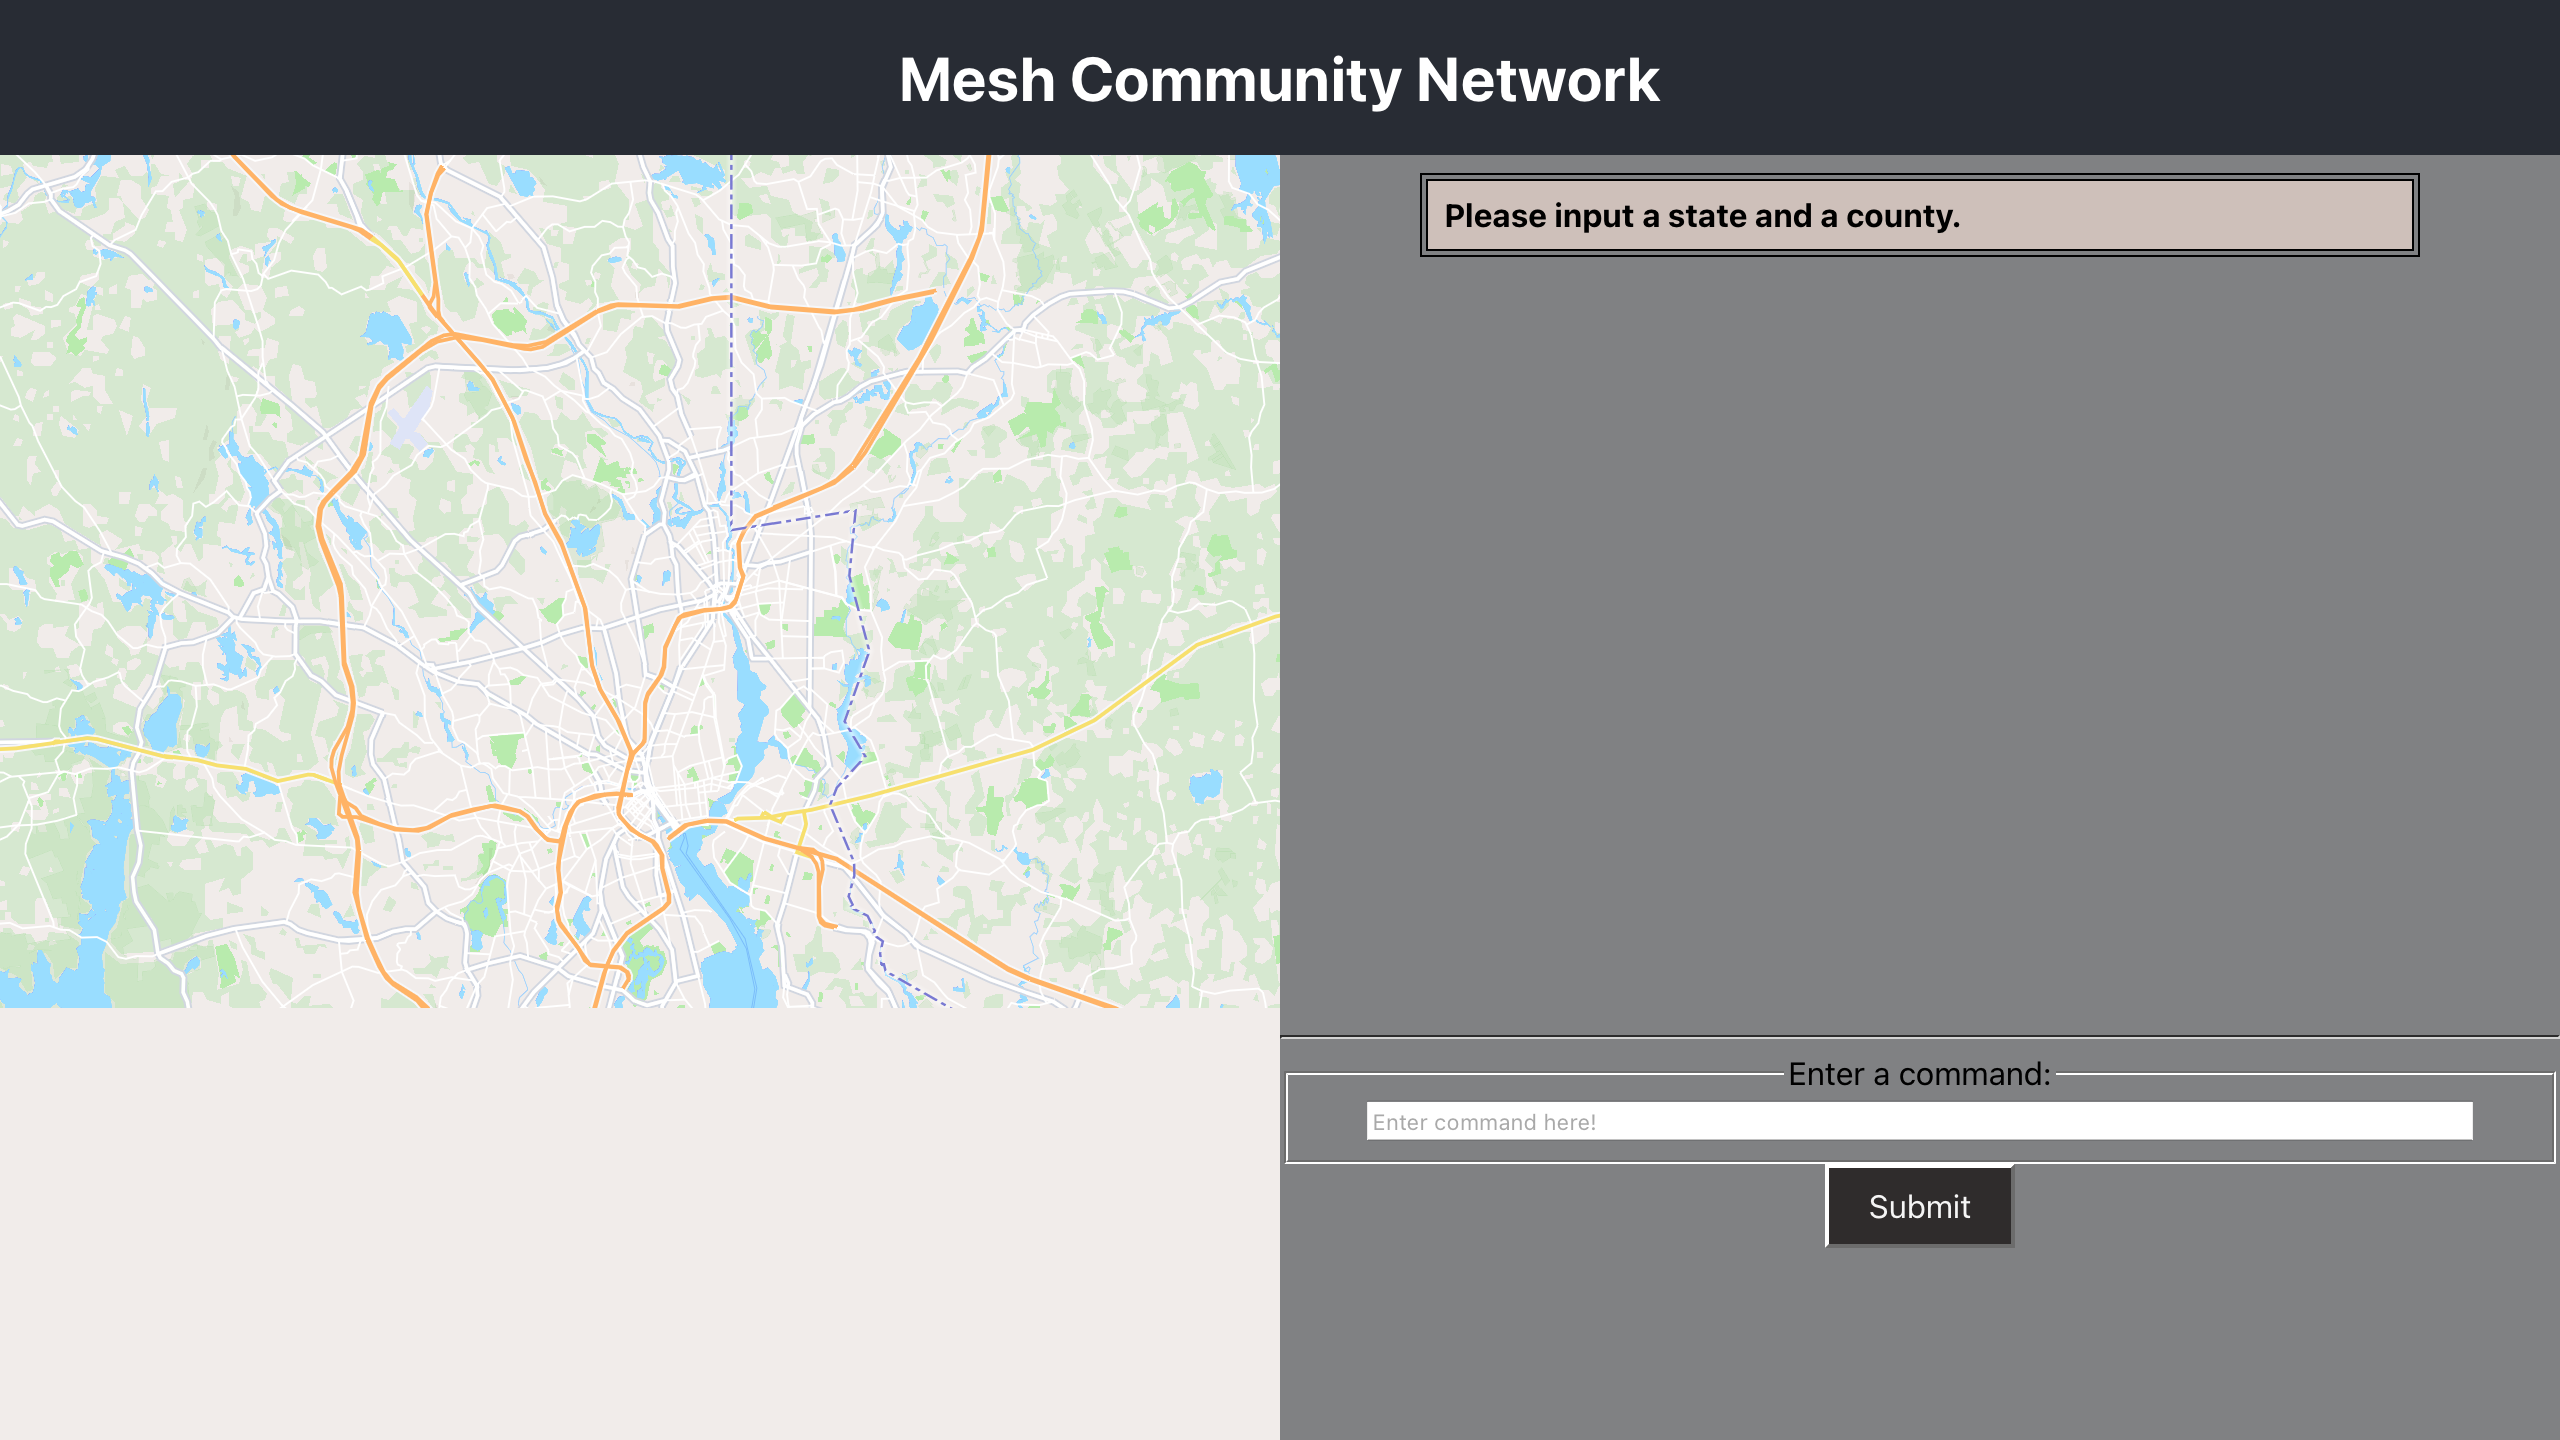 Mesh Community Network
Please input a state and a county.
Enter a command:
Enter command here!
Submit